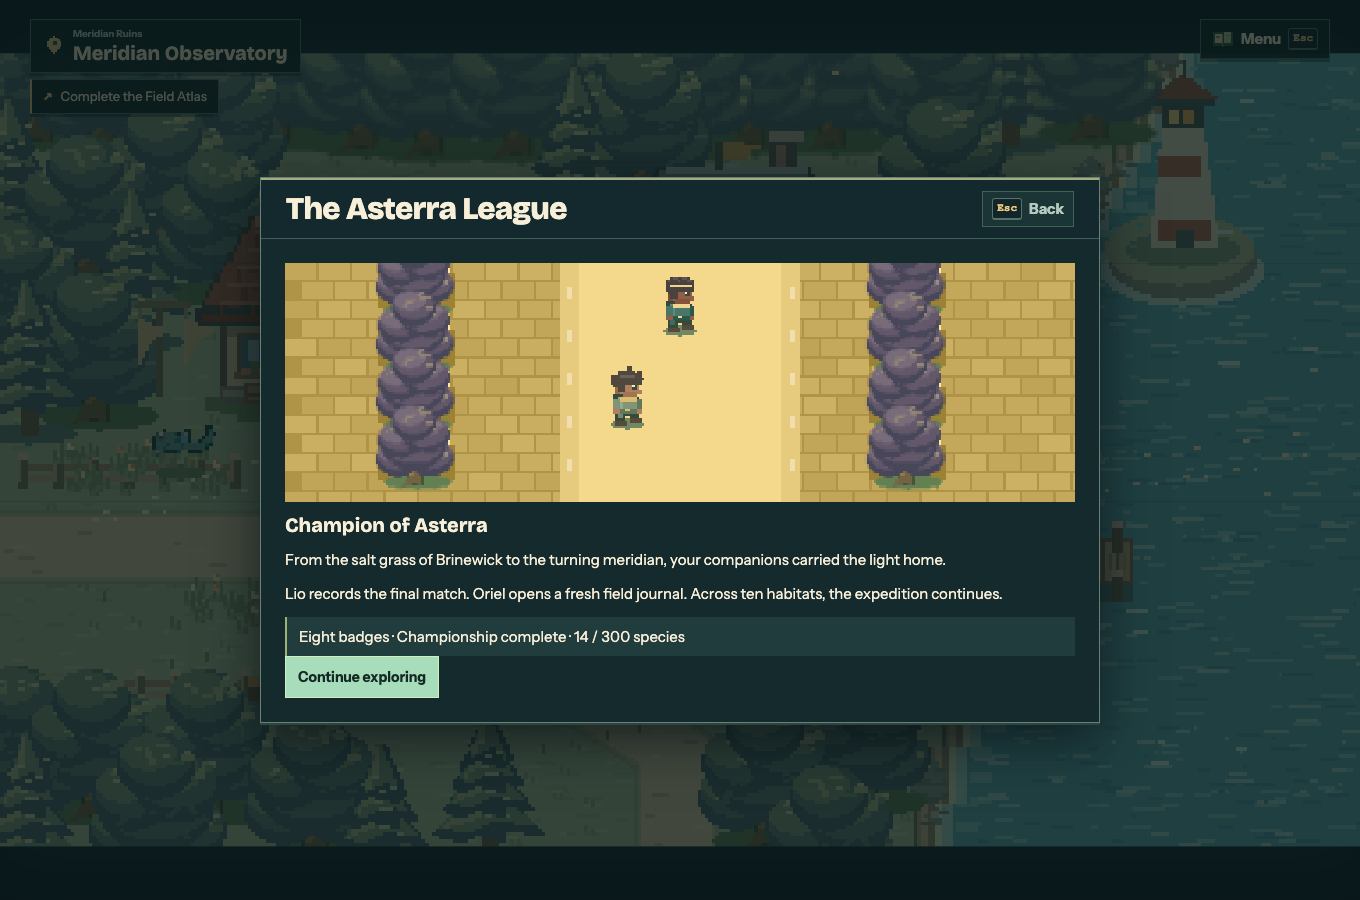 Meridian Ruins
Meridian Observatory
Menu Esc
Complete the Field Atlas
The Asterra League
Esc Back
Champion of Asterra
From the salt grass of Brinewick to the turning meridian, your companions carried the light home.
Lio records the final match. Oriel opens a fresh field journal. Across ten habitats, the expedition continues.
Eight badges · Championship complete · 14 / 300 species
Continue exploring